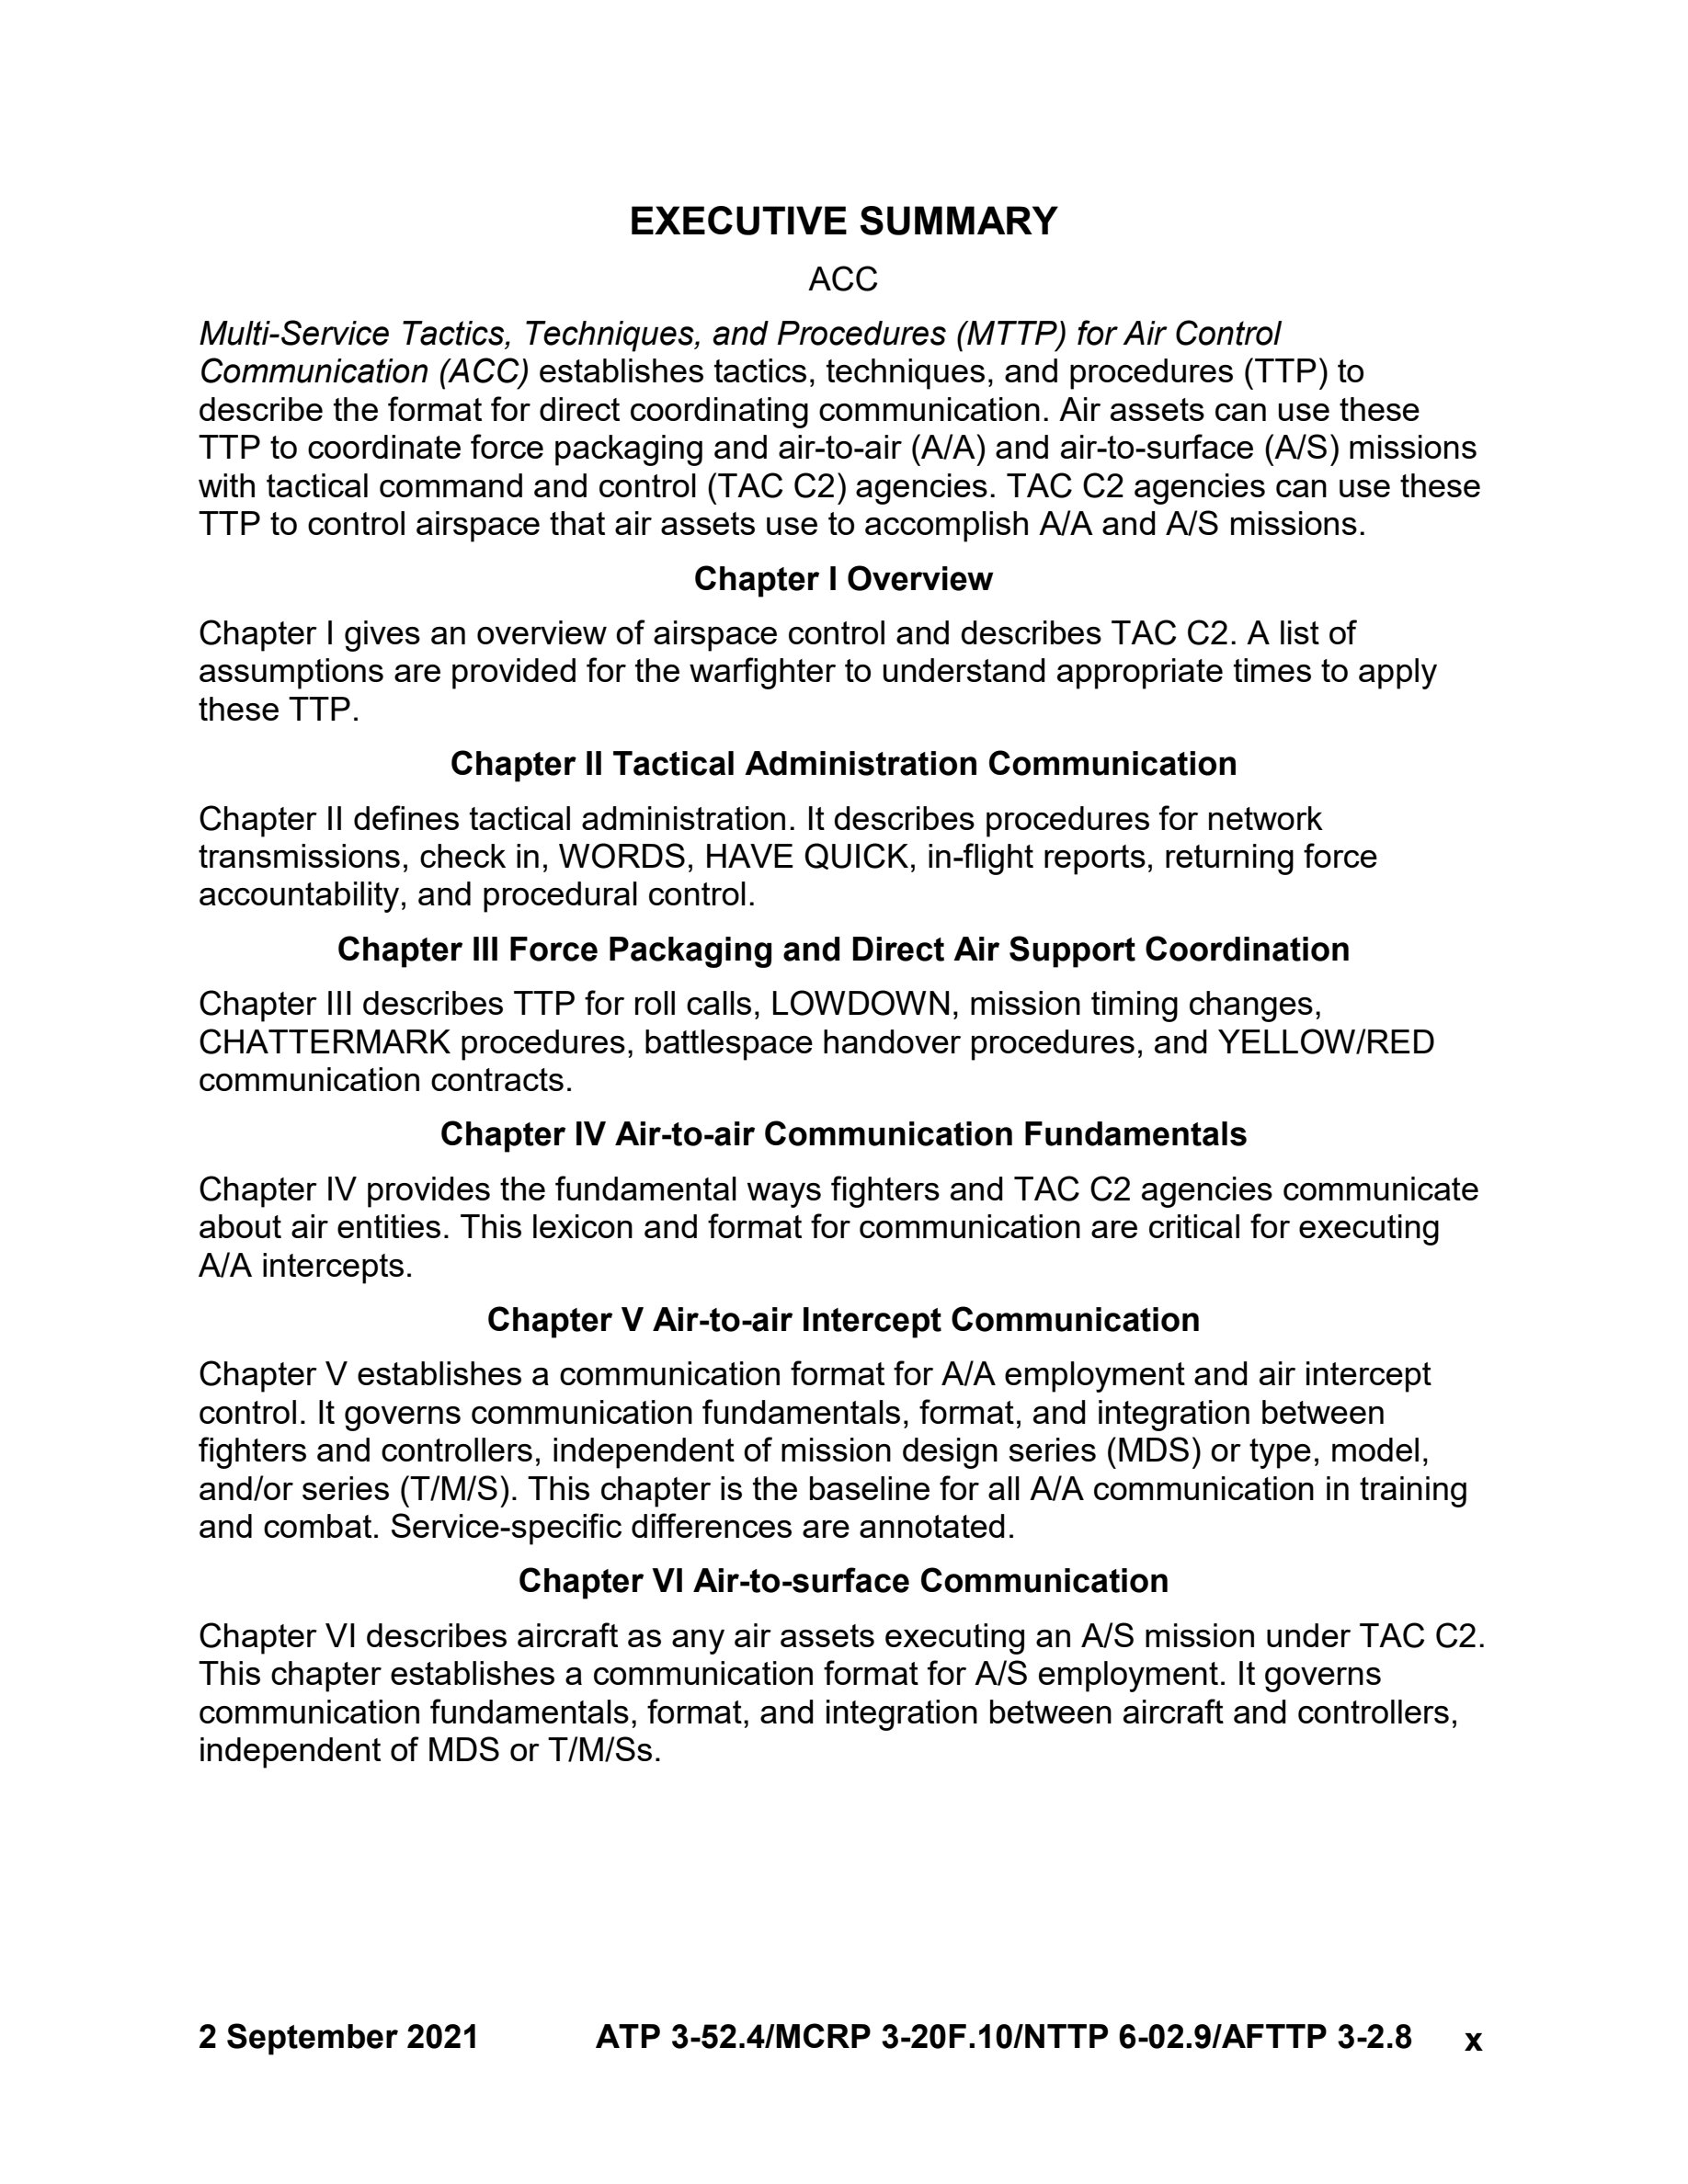 EXECUTIVE SUMMARY
ACC
Multi-Service Tactics, Techniques, and Procedures (MTTP) for Air Control
Communication (ACC) establishes tactics, techniques, and procedures (TTP) to
describe the format for direct coordinating communication. Air assets can use these
TTP to coordinate force packaging and air-to-air (A/A) and air-to-surface (A/S) missions
with tactical command and control (TAC C2) agencies. TAC C2 agencies can use these
TTP to control airspace that air assets use to accomplish A/A and A/S missions.
Chapter I Overview
Chapter I gives an overview of airspace control and describes TAC C2. A list of
assumptions are provided for the warfighter to understand appropriate times to apply
these TTP.
Chapter II Tactical Administration Communication
Chapter II defines tactical administration. It describes procedures for network
transmissions, check in, WORDS, HAVE QUICK, in-flight reports, returning force
accountability, and procedural control.
Chapter III Force Packaging and Direct Air Support Coordination
Chapter III describes TTP for roll calls, LOWDOWN, mission timing changes,
CHATTERMARK procedures, battlespace handover procedures, and YELLOW/RED
communication contracts.
Chapter IV Air-to-air Communication Fundamentals
Chapter IV provides the fundamental ways fighters and TAC C2 agencies communicate
about air entities. This lexicon and format for communication are critical for executing
A/A intercepts.
Chapter V Air-to-air Intercept Communication
Chapter V establishes a communication format for A/A employment and air intercept
control. It governs communication fundamentals, format, and integration between
fighters and controllers, independent of mission design series (MDS) or type, model,
and/or series (T/M/S). This chapter is the baseline for all A/A communication in training
and combat. Service-specific differences are annotated.
Chapter VI Air-to-surface Communication
Chapter VI describes aircraft as any air assets executing an A/S mission under TAC C2.
This chapter establishes a communication format for A/S employment. It governs
communication fundamentals, format, and integration between aircraft and controllers,
independent of MDS or T/M/Ss.
2 September 2021 ATP 3-52.4/MCRP 3-20F.10/NTTP 6-02.9/AFTTP 3-2.8 x